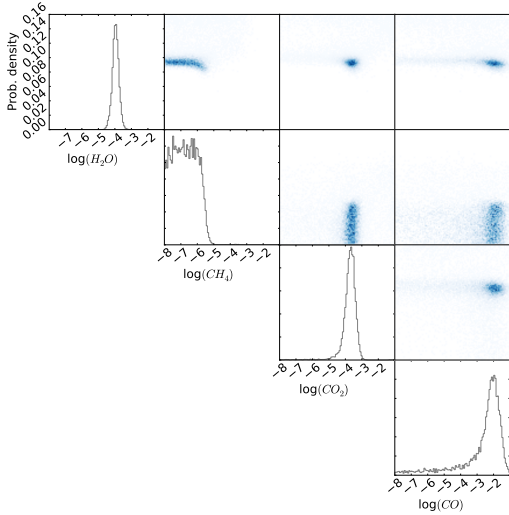 Prob. density
0.16
0.14
0.12
0.10
0.08
0.06
0.04
0.02
0.00
−7 −6 −5 −4 −3 −2
log(H₂O)
−8 −7 −6 −5 −4 −3 −2
log(CH₄)
−8 −7 −6 −5 −4 −3 −2
log(CO₂)
−8 −7 −6 −5 −4 −3 −2
log(CO)